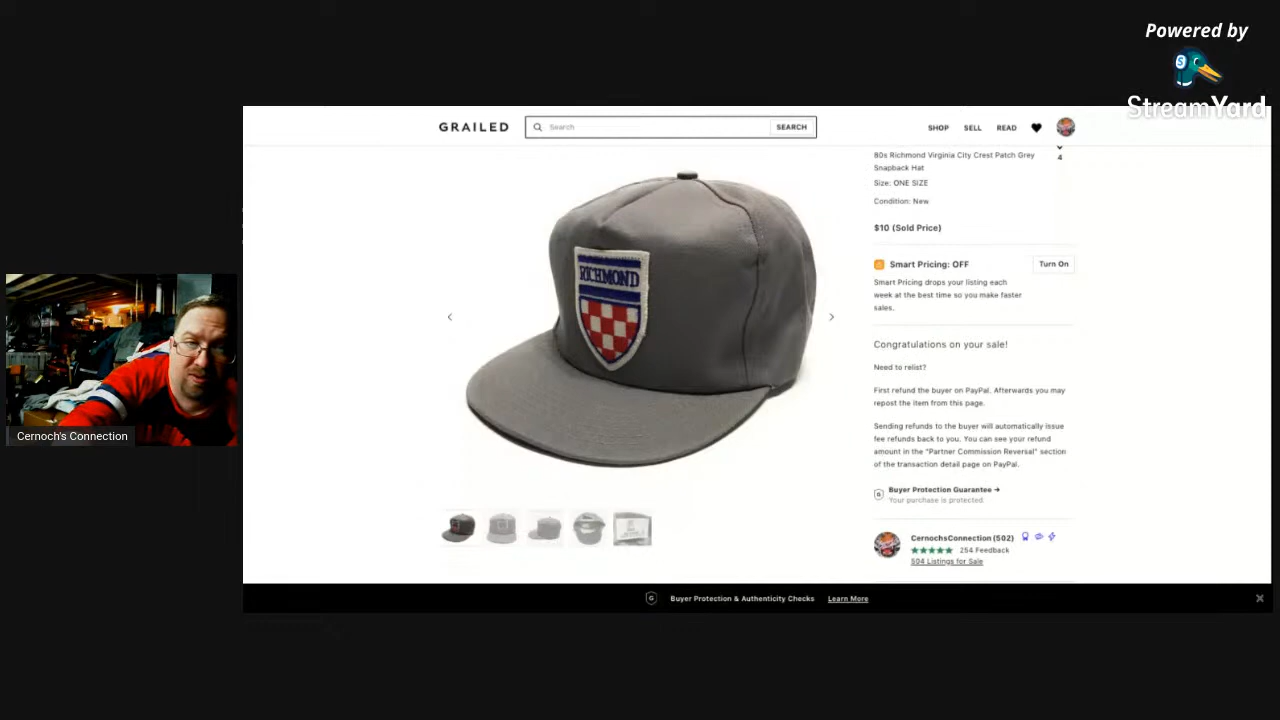 Powered by
StreamYard
GRAILED
Search
SEARCH
SHOP
SELL
READ
80s Richmond Virginia City Crest Patch Grey
Snapback Hat
4
Size: ONE SIZE
Condition: New
$10 (Sold Price)
Smart Pricing: OFF
Turn On
Smart Pricing drops your listing each
week at the best time so you make faster
sales.
RICHMOND
Congratulations on your sale!
Need to relist?
First refund the buyer on PayPal. Afterwards you may
repost the item from this page.
Sending refunds to the buyer will automatically issue
fee refunds back to you. You can see your refund
amount in the "Partner Commission Reversal" section
of the transaction detail page on PayPal.
Buyer Protection Guarantee →
Your purchase is protected
CernochsConnection (502)
254 Feedback
504 Listings for Sale
Cernoch's Connection
Buyer Protection & Authenticity Checks
Learn More